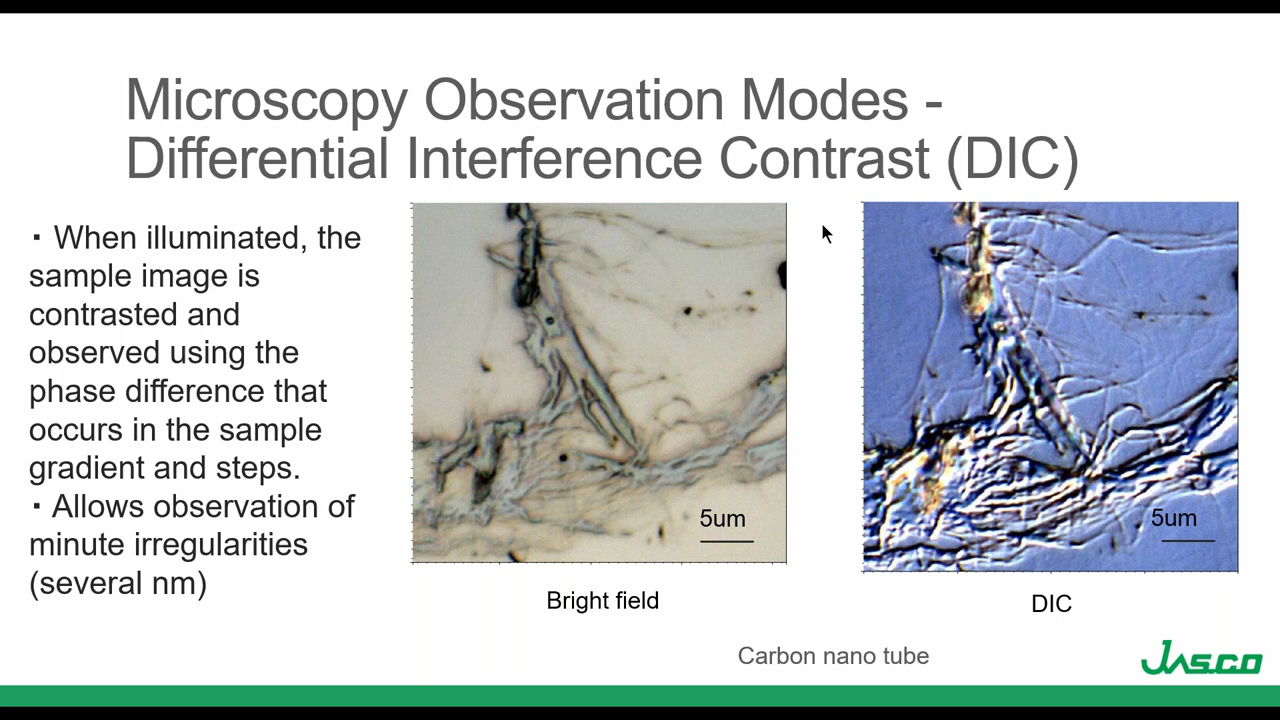 Microscopy Observation Modes -
Differential Interference Contrast (DIC)
・When illuminated, the
sample image is
contrasted and
observed using the
phase difference that
occurs in the sample
gradient and steps.
・Allows observation of
minute irregularities
(several nm)
5um
Bright field
5um
DIC
Carbon nano tube
Jasco